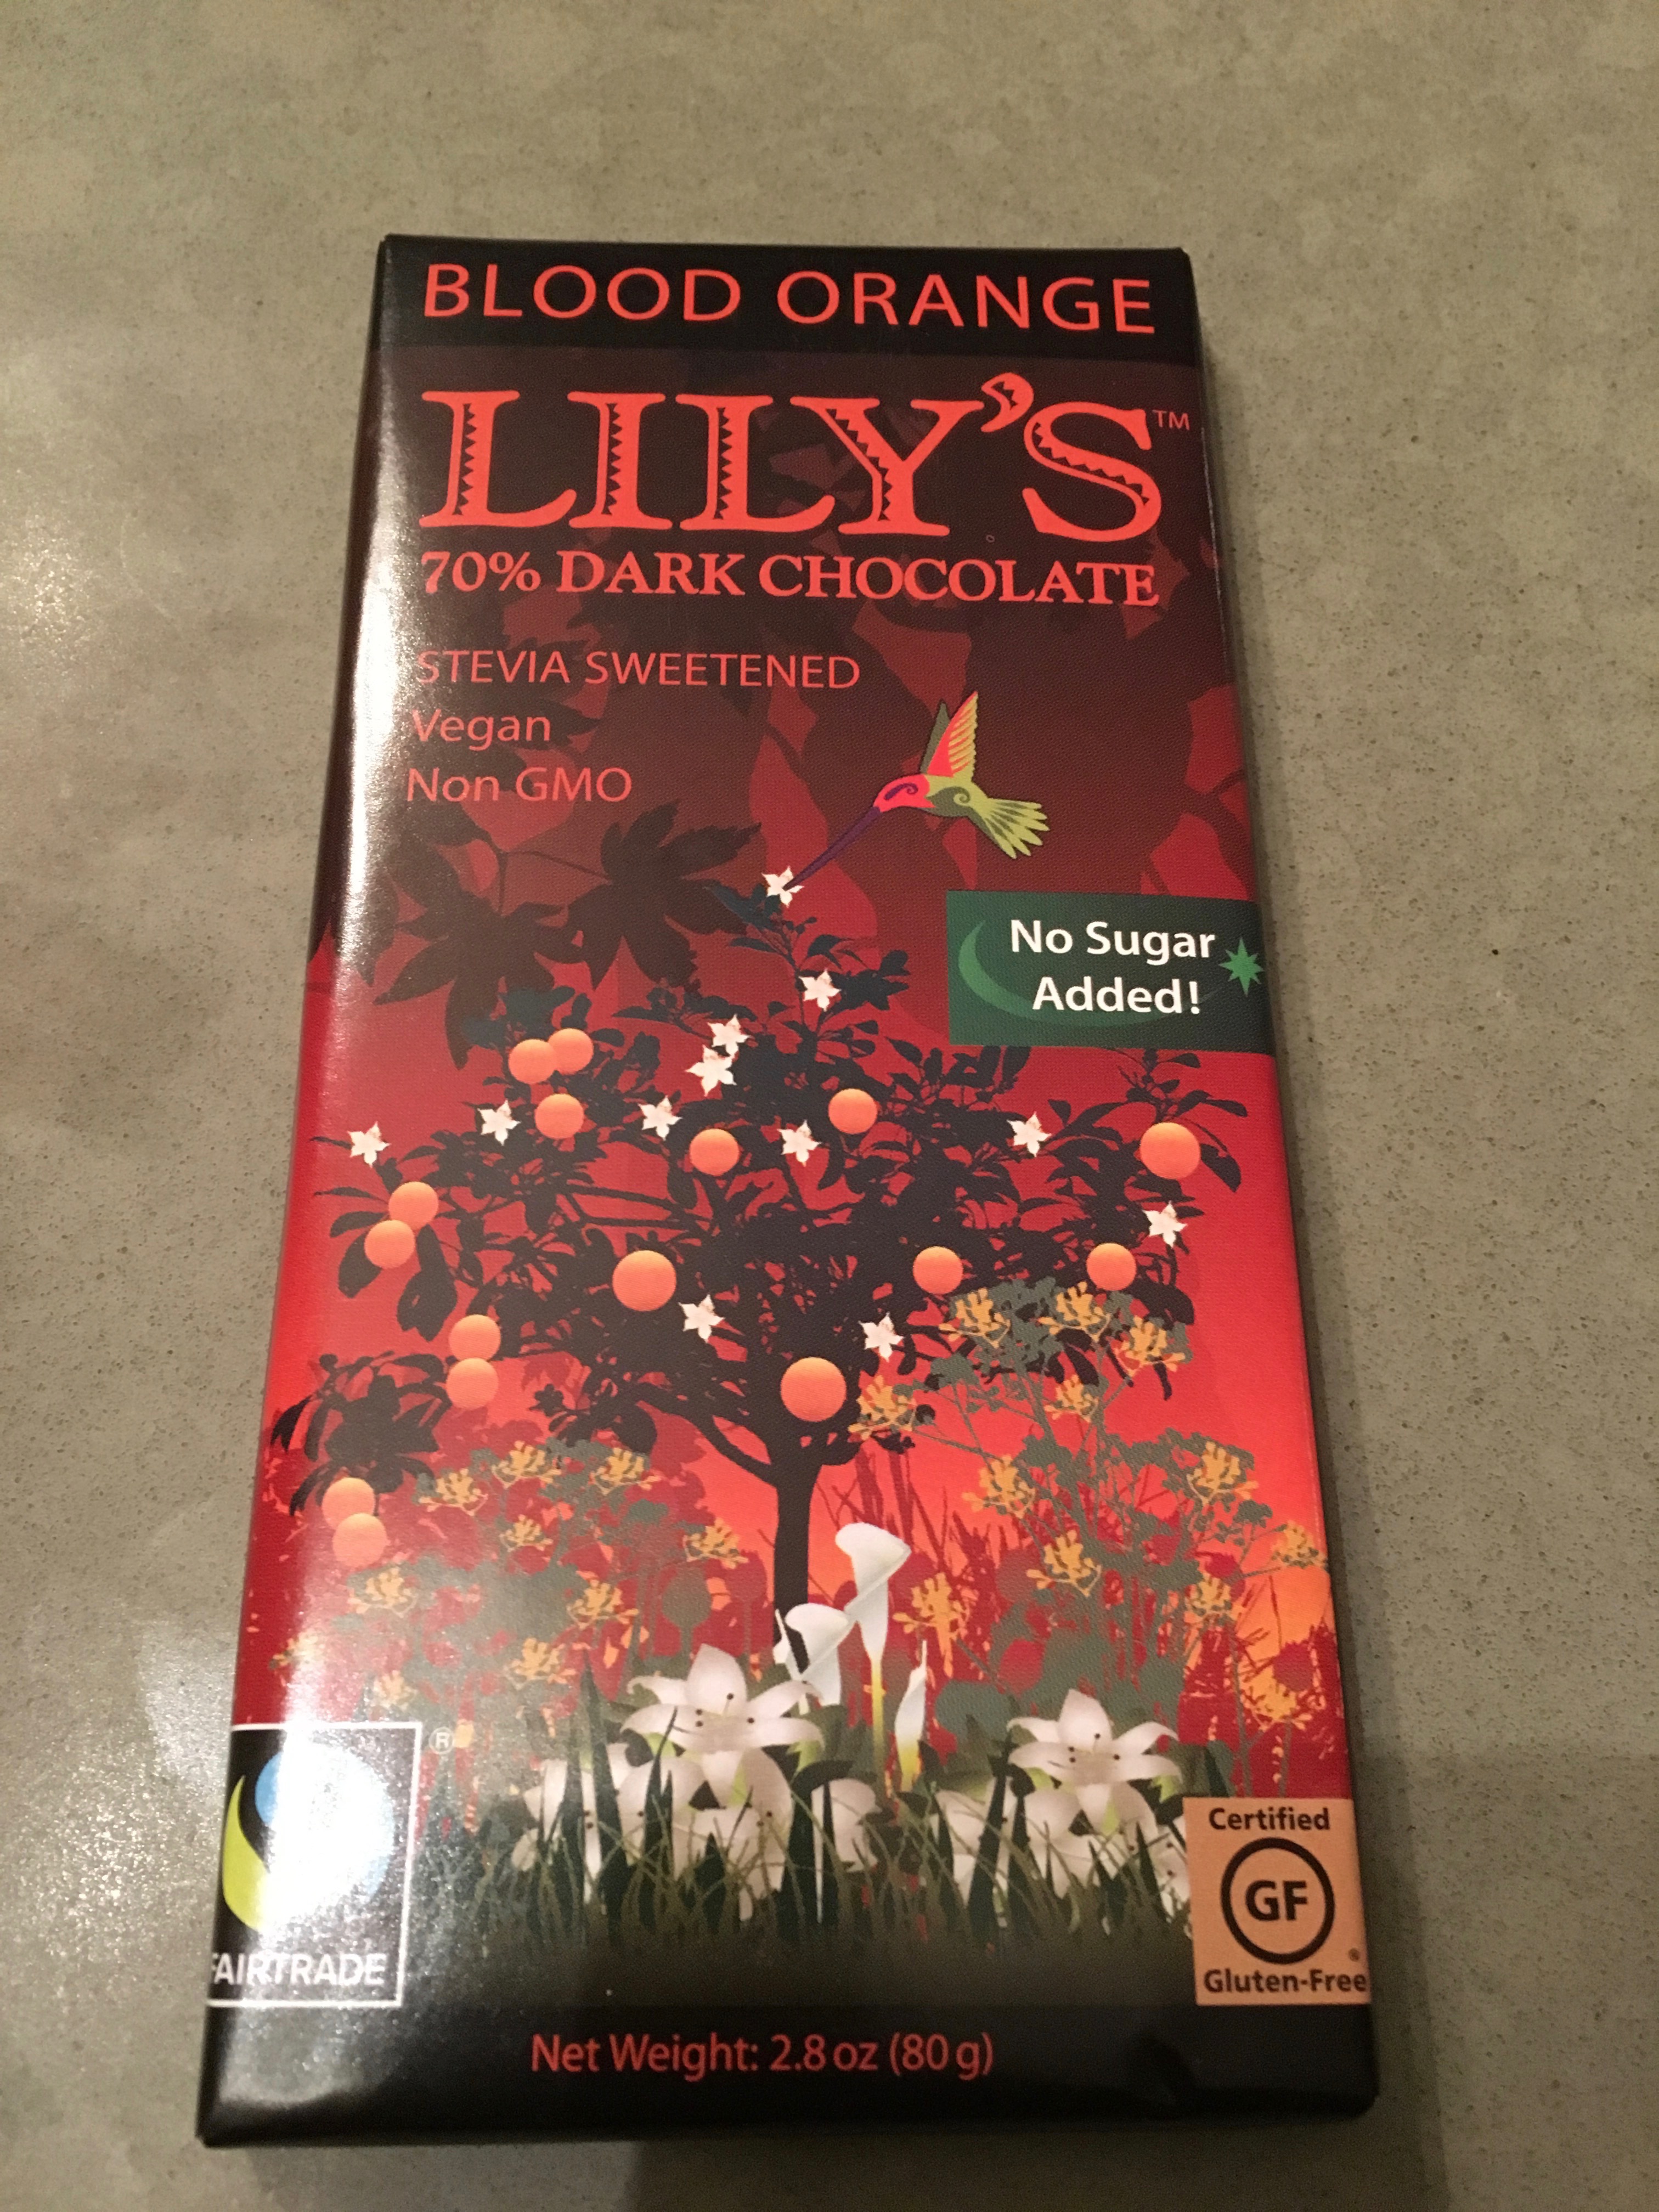 BLOOD ORANGE
LILY'S™
70% DARK CHOCOLATE
STEVIA SWEETENED
Vegan
Non GMO
No Sugar
Added!
®
FAIRTRADE
Certified
GF
®
Gluten-Free
Net Weight: 2.8 oz (80 g)